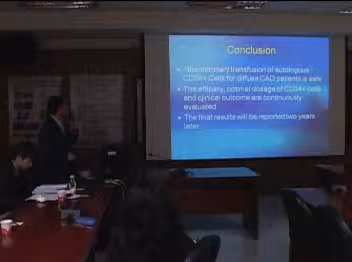 Conclusion
Intracoronary transfusion of autologous
CD34+ Cells for diffuse CAD patients is safe
The efficacy, optimal dosage of CD34+ cells
and clinical outcome are continuously
evaluated
The final results will be reported two years
later